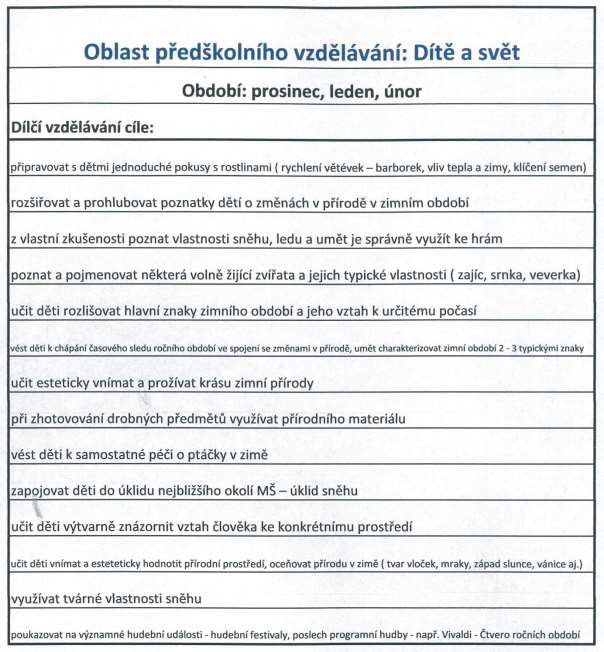 Oblast předškolního vzdělávání: Dítě a svět
Období: prosinec, leden, únor
Dílčí vzdělávání cíle:
připravovat s dětmi jednoduché pokusy s rostlinami ( rychlení větévek – barborek, vliv tepla a zimy, klíčení semen)
rozšiřovat a prohlubovat poznatky dětí o změnách v přírodě v zimním období
z vlastní zkušenosti poznat vlastnosti sněhu, ledu a umět je správně využít ke hrám
poznat a pojmenovat některá volně žijící zvířata a jejich typické vlastnosti ( zajíc, srnka, veverka)
učit děti rozlišovat hlavní znaky zimního období a jeho vztah k určitému počasí
vést děti k chápání časového sledu ročního období ve spojení se změnami v přírodě, umět charakterizovat zimní období 2 - 3 typickými znaky
učit esteticky vnímat a prožívat krásu zimní přírody
při zhotovování drobných předmětů využívat přírodního materiálu
vést děti k samostatné péči o ptáčky v zimě
zapojovat děti do úklidu nejbližšího okolí MŠ – úklid sněhu
učit děti výtvarně znázornit vztah člověka ke konkrétnímu prostředí
učit děti vnímat a esteteticky hodnotit přírodní prostředí, oceňovat přírodu v zimě ( tvar vloček, mraky, západ slunce, vánice aj.)
využívat tvárné vlastnosti sněhu
poukazovat na významné hudební události - hudební festivaly, poslech programní hudby - např. Vivaldi - Čtvero ročních období